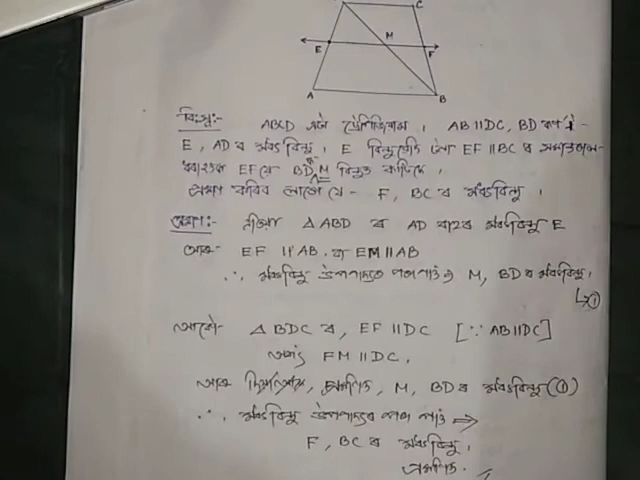 C
E
M
F
A
B
বি:সূ:-
ABCD এটা ট্ৰেপিজিয়াম । AB||DC, BD কৰ্ণ
E, AD ৰ মধ্যবিন্দু । E বিন্দুৰে টনা EF || BC ৰ সমান্তৰাল
EF য়ে BD ক M বিন্দুত কাটিছে ।
প্ৰমাণ কৰিব লাগে যে - F, BC ৰ মধ্যবিন্দু ।
প্ৰমাণ:- Δ ABD ৰ AD বাহুৰ মধ্যবিন্দু E
আৰু EF || AB . বা EM || AB
∴ মধ্যবিন্দু উপপাদ্যৰ পৰা পাওঁ M, BD ৰ মধ্যবিন্দু ।
→ (1)
আকৌ- Δ BDC ৰ, EF || DC [∵ AB||DC]
অৰ্থাৎ FM || DC,
আৰু M, BD ৰ মধ্যবিন্দু (1)
∴ মধ্যবিন্দু উপপাদ্যৰ পৰা পাওঁ ⇒
F, BC ৰ মধ্যবিন্দু ।
প্ৰমাণিত .